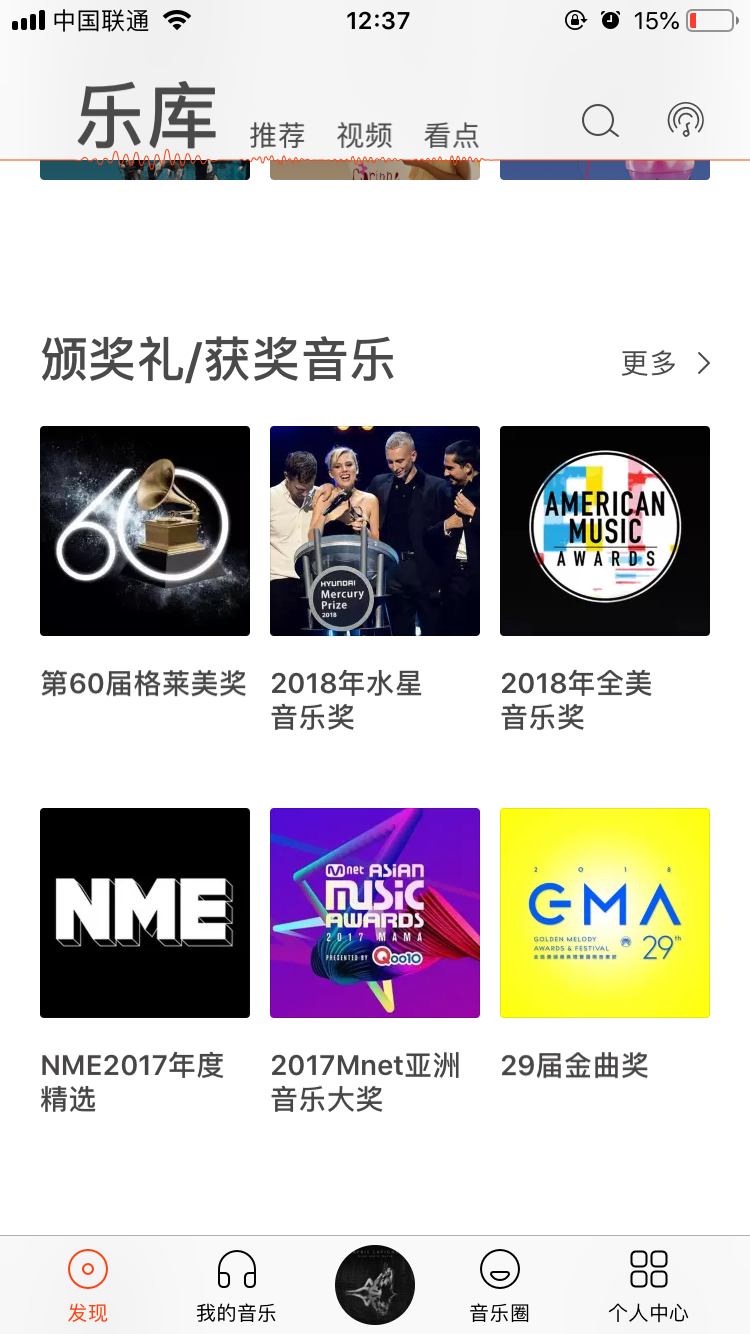 中国联通
12:37
15%
乐库
推荐
视频
看点
颁奖礼/获奖音乐
更多
60
HYUNDAI
Mercury
Prize
2018
AMERICAN
MUSIC
AWARDS
第60届格莱美奖
2018年水星
音乐奖
2018年全美
音乐奖
NME
mnet ASiAN
MUSiC
AWARDS
2017 MAMA
PRESENTED BY Qoo10
2018
GMA
GOLDEN MELODY
AWARDS & FESTIVAL
29th
NME2017年度
精选
2017Mnet亚洲
音乐大奖
29届金曲奖
发现
我的音乐
音乐圈
个人中心